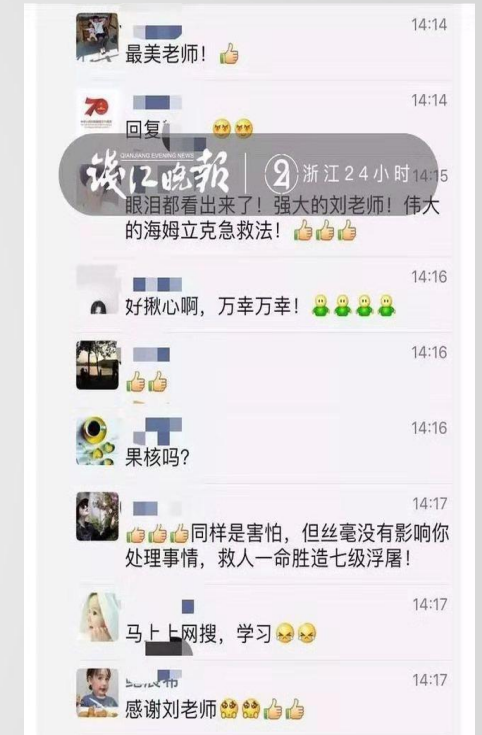 14:14
最美老师！
14:14
70
回复
QIANJIANG EVENING NEWS
钱江晚报
24 浙江24小时
14:15
眼泪都看出来了！强大的刘老师！伟大
的海姆立克急救法！
14:16
好揪心啊，万幸万幸！
14:16
14:16
果核吗？
14:17
同样是害怕，但丝毫没有影响你
处理事情，救人一命胜造七级浮屠！
14:17
马上上网搜，学习
14:17
感谢刘老师